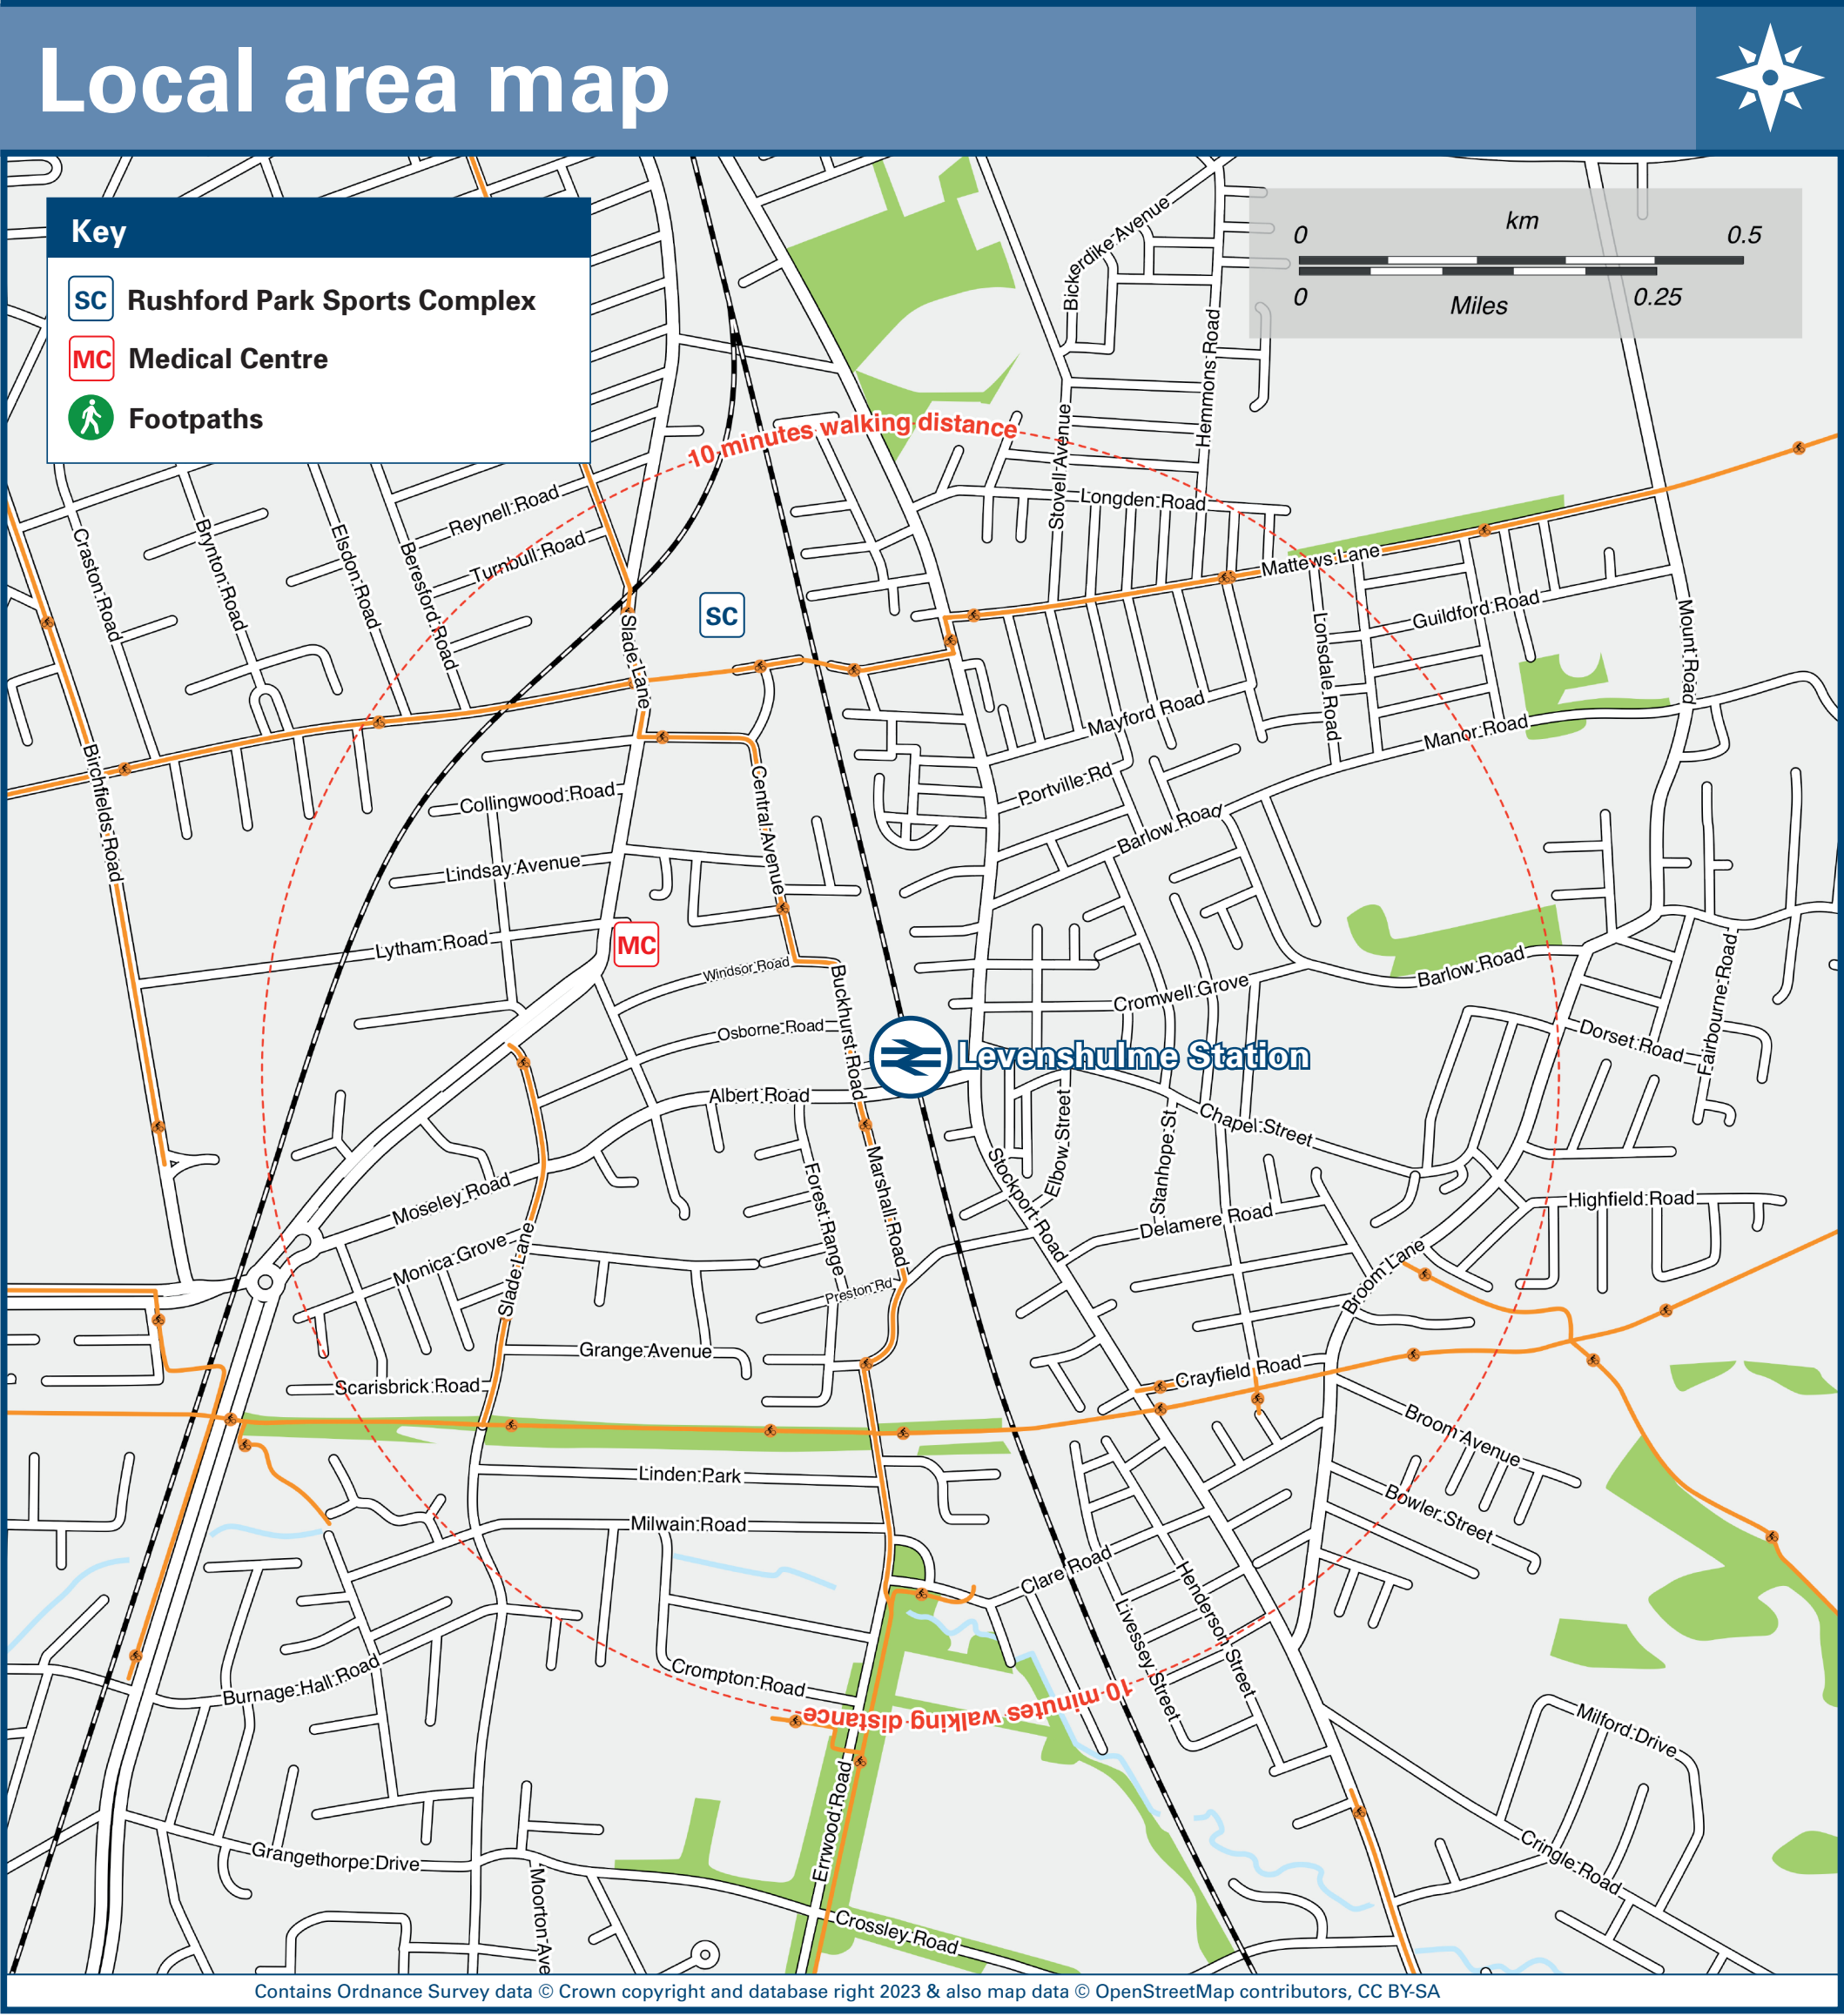 Local area map
Key
SC Rushford Park Sports Complex
MC Medical Centre
Footpaths
km
0 0.5
0 0.25
Miles
Bickerdike Avenue
Hemmons Road
Stovell Avenue
10 minutes walking distance
Longden Road
Reynell Road
Turnbull Road
Craston Road
Brynton Road
Elsdon Road
Beresford Road
Mattews Lane
Guildford Road
Lonsdale Road
Mount Road
SC
Slade Lane
Mayford Road
Manor Road
Birchfields Road
Portville Rd
Collingwood Road
Central Avenue
Barlow Road
Lindsay Avenue
Lytham Road
MC
Windsor Road
Buckhurst Road
Osborne Road
Cromwell Grove
Barlow Road
Fairbourne Road
Dorset Road
Levenshulme Station
Albert Road
Elbow Street
Stanhope St
Chapel Street
Moseley Road
Forest Range
Marshall Road
Stockport Road
Delamere Road
Highfield Road
Monica Grove
Slade Lane
Preston Rd
Broom Lane
Grange Avenue
Crayfield Road
Scarisbrick Road
Broom Avenue
Linden Park
Bowler Street
Milwain Road
Clare Road
Livessey Street
Henderson Street
Crompton Road
Burnage Hall Road
10 minutes walking distance
Milford Drive
Errwood Road
Cringle Road
Grangethorpe Drive
Moorton Ave
Crossley Road
Contains Ordnance Survey data © Crown copyright and database right 2023 & also map data © OpenStreetMap contributors, CC BY-SA